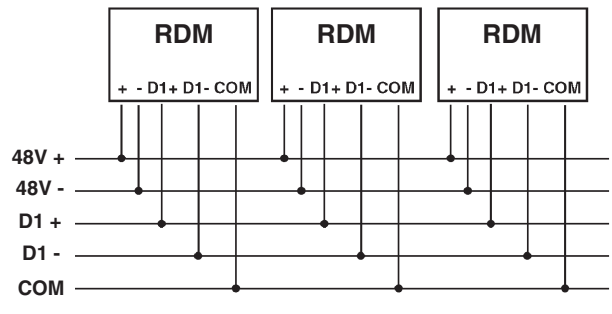 RDM RDM RDM
+ - D1+ D1- COM + - D1+ D1- COM + - D1+ D1- COM
48V +
48V -
D1 +
D1 -
COM